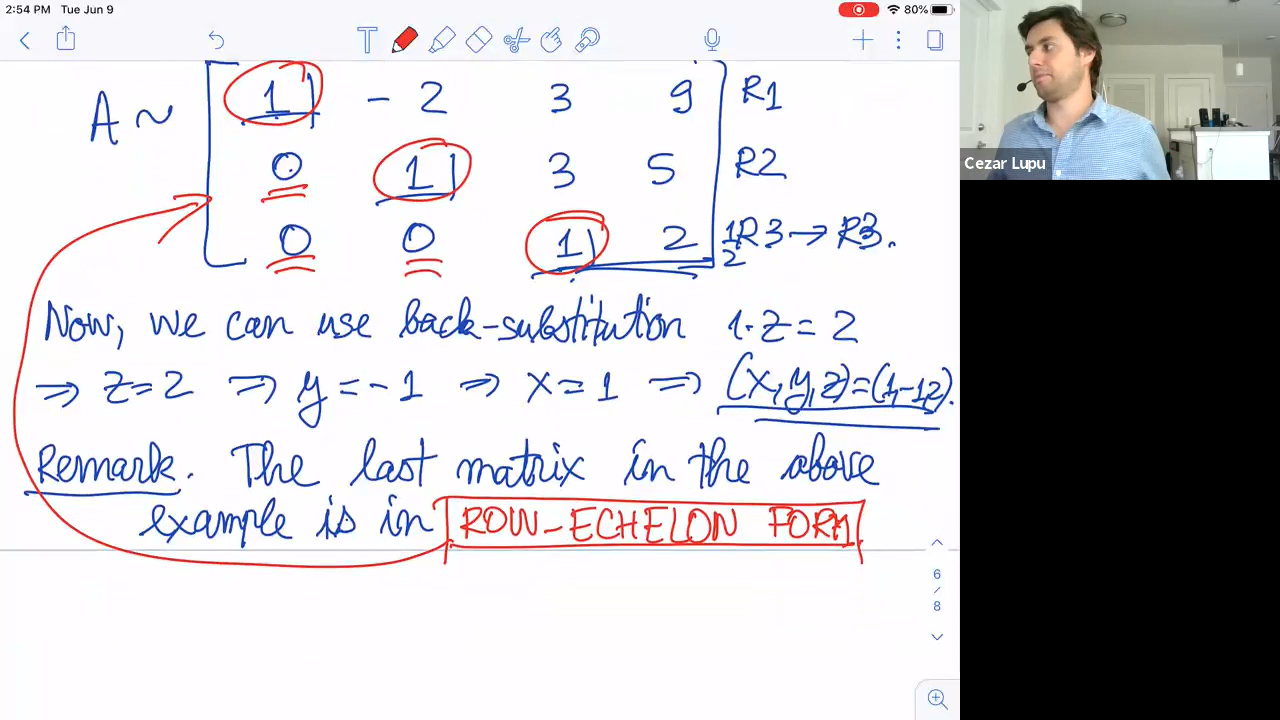 2:54 PM Tue Jun 9
80%
A ~ 1 -2 3 9 R1
0 1 3 5 R2
0 0 1 2 1/2 R3 → R3.
Now, we can use back-substitution 1·z = 2
⇒ z = 2 ⇒ y = -1 ⇒ x = 1 ⇒ (x, y, z) = (1, -1, 2).
Remark. The last matrix in the above
example is in ROW-ECHELON FORM
6
/
8
Cezar Lupu